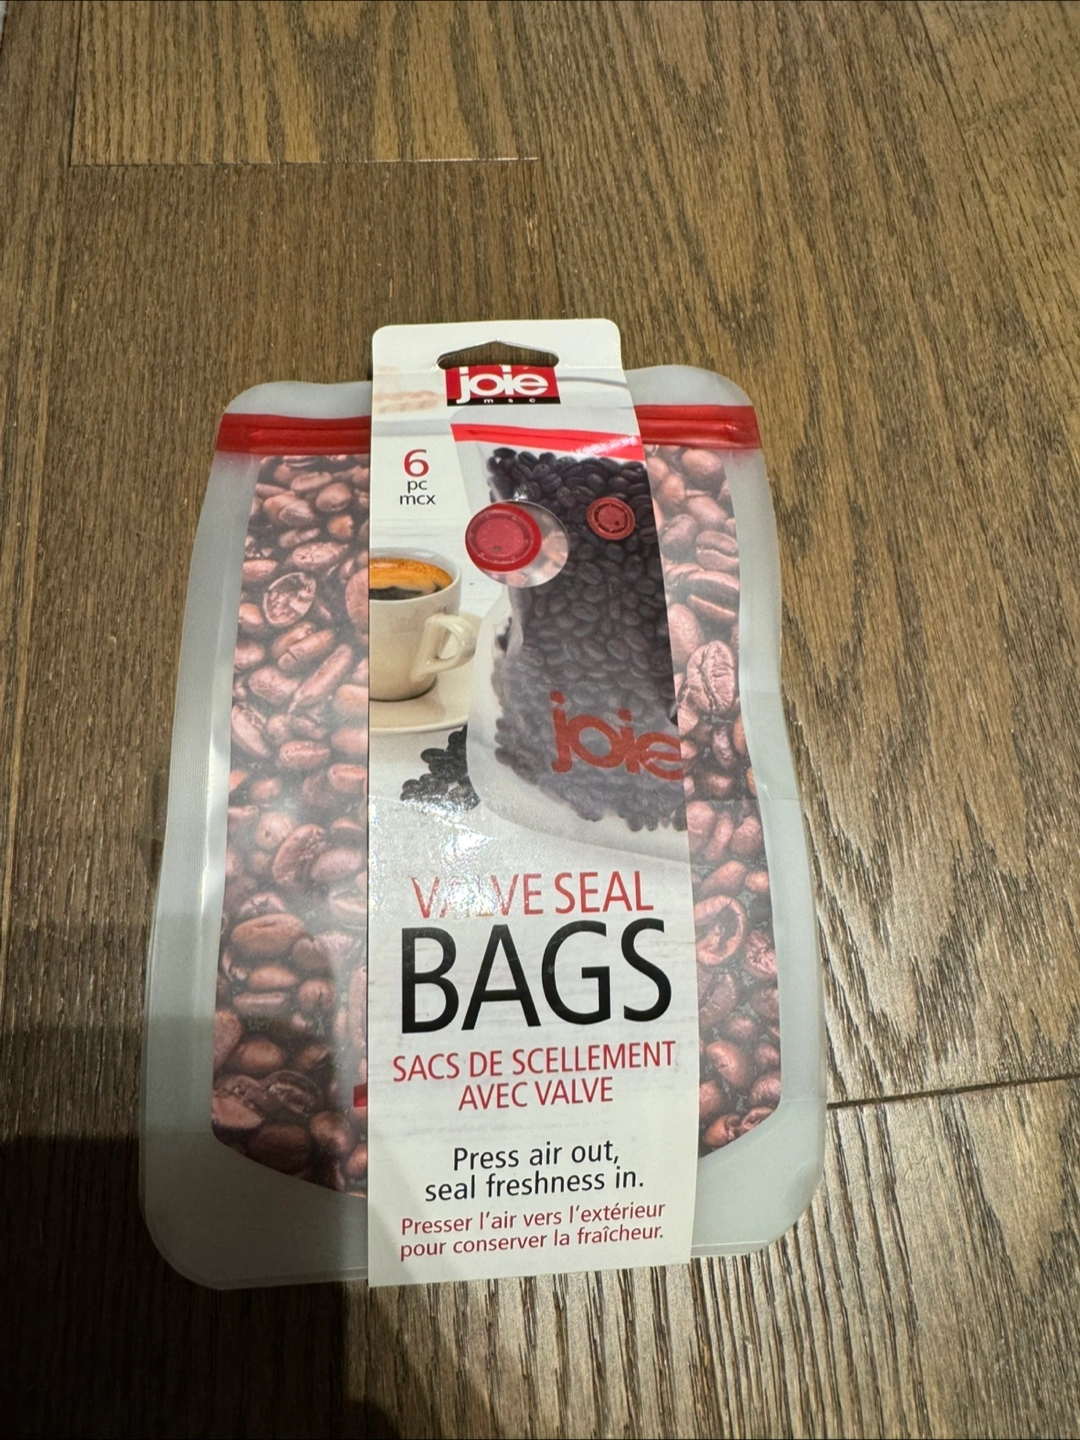 joie
msc
6
pc
mcx
joie
VALVE SEAL
BAGS
SACS DE SCELLEMENT
AVEC VALVE
Press air out,
seal freshness in.
Presser l'air vers l'extérieur
pour conserver la fraîcheur.